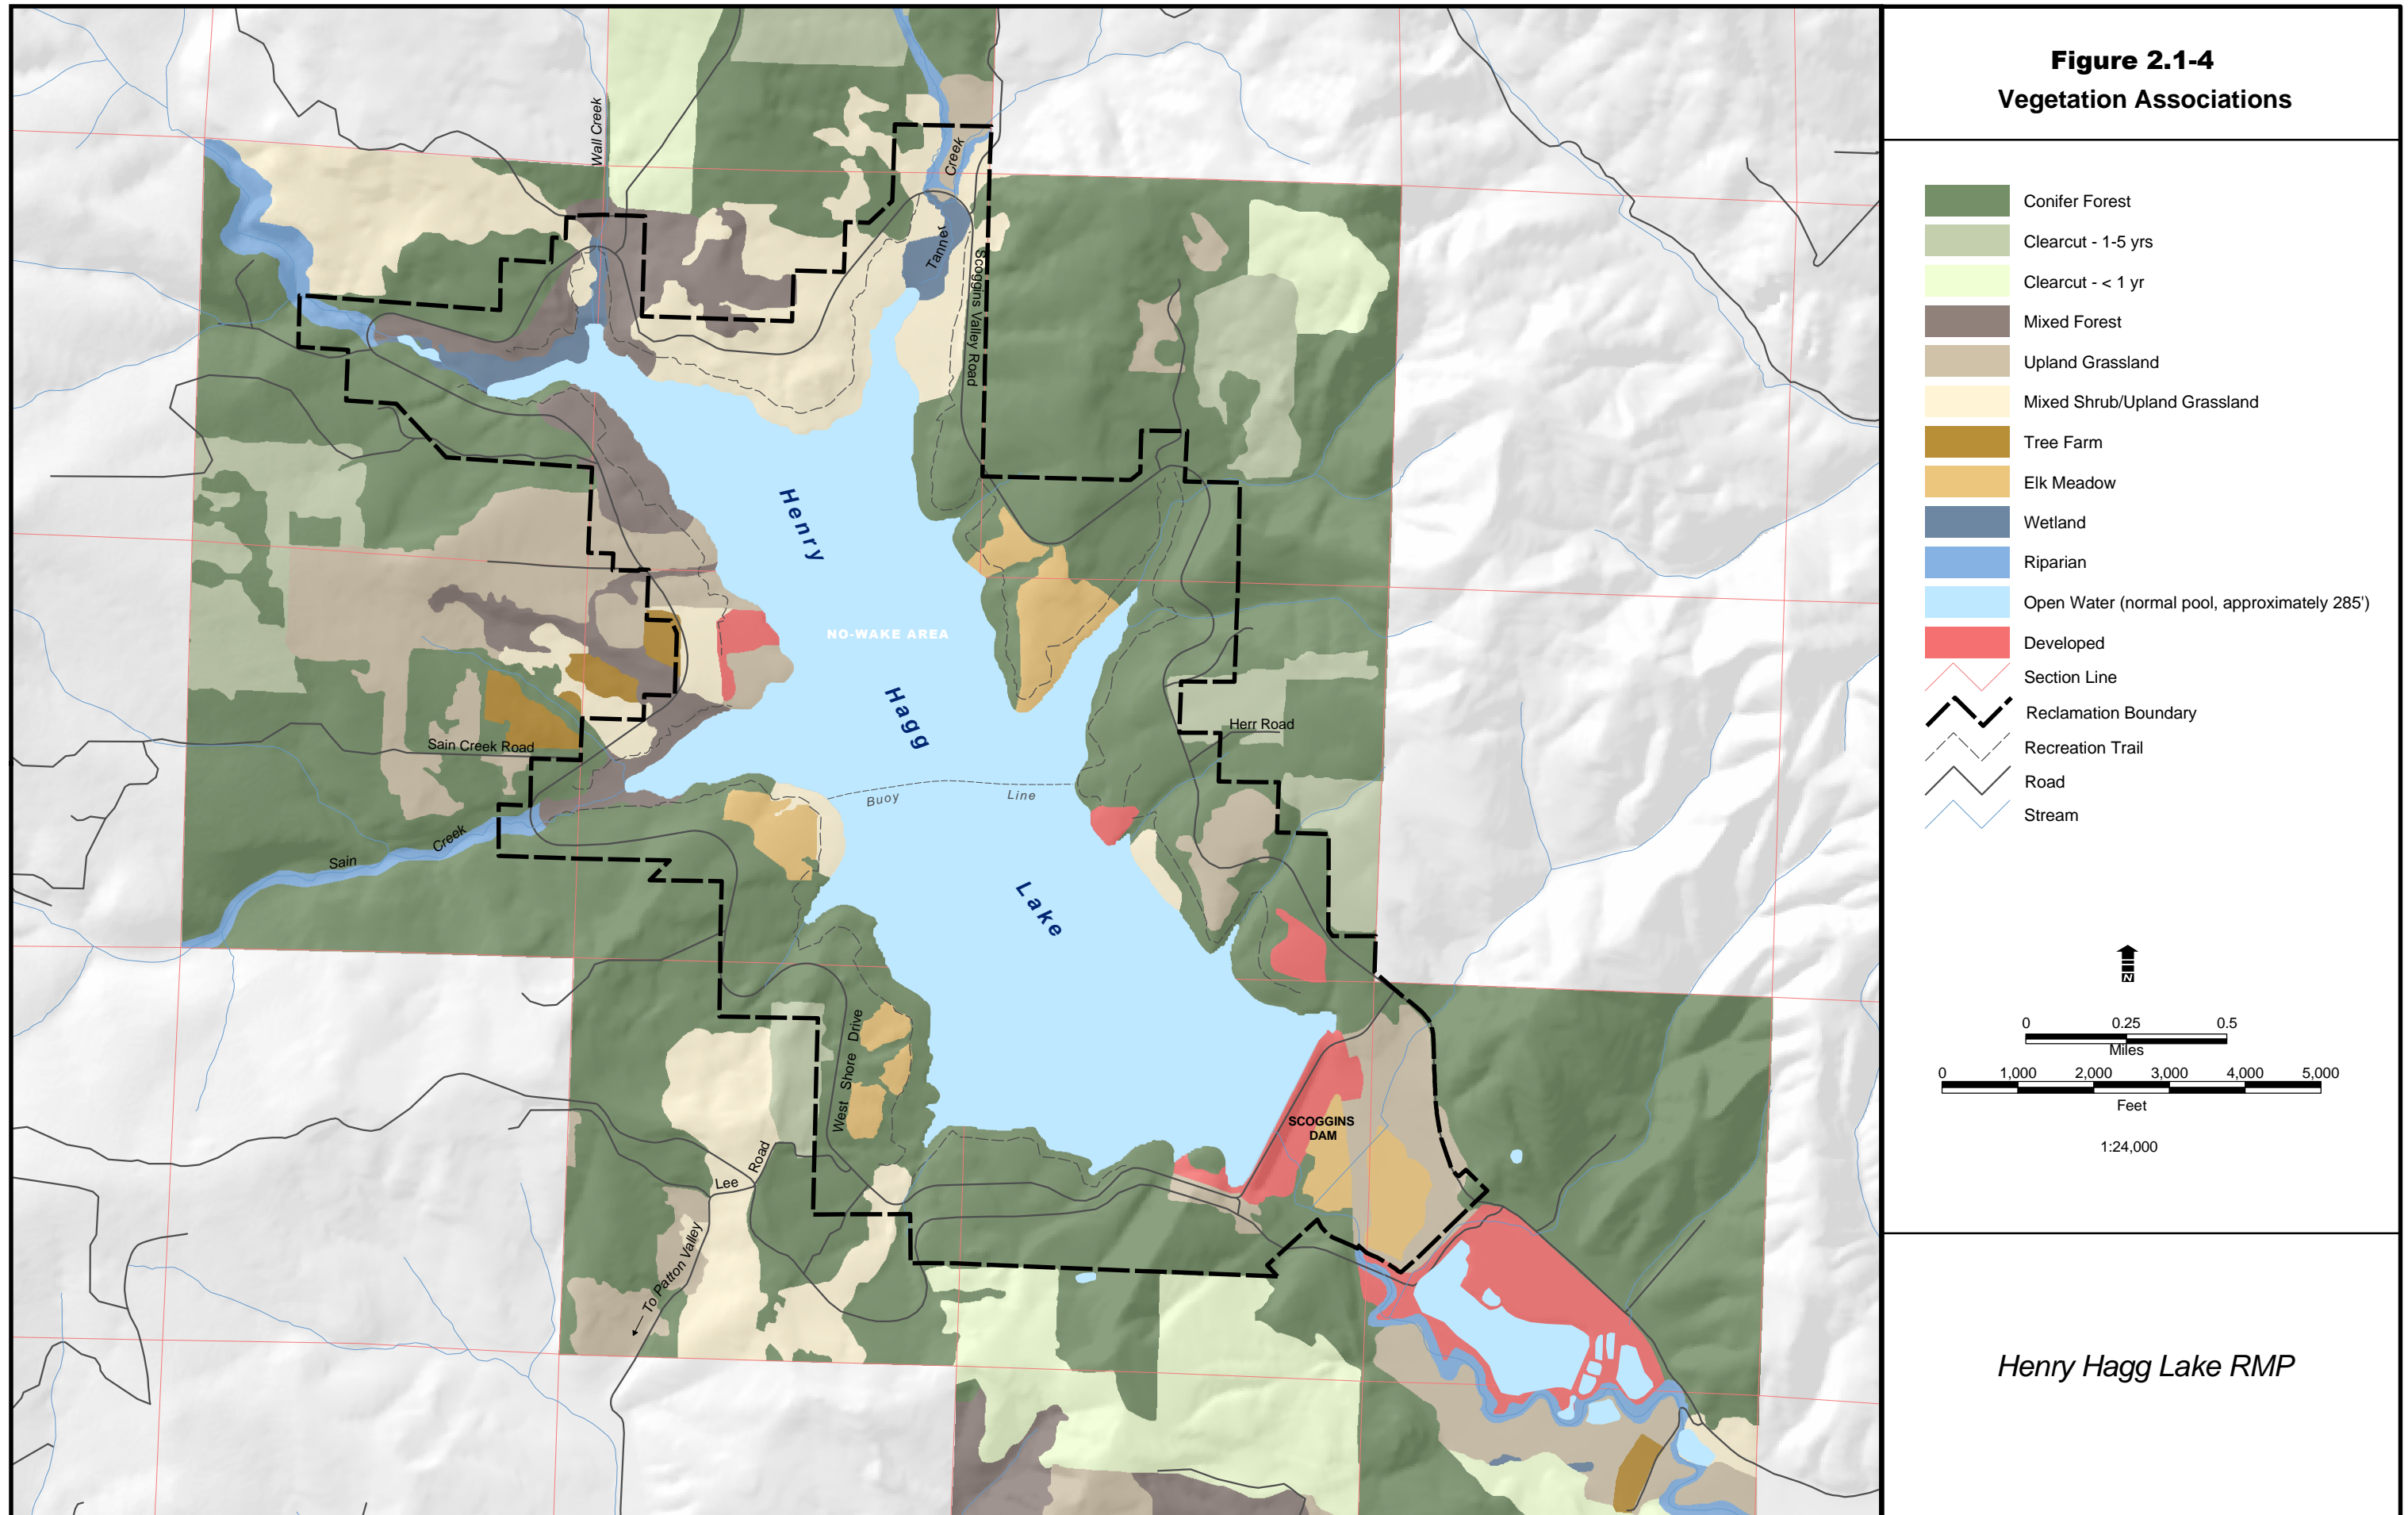 Figure 2.1-4
Vegetation Associations
Conifer Forest
Clearcut - 1-5 yrs
Clearcut - < 1 yr
Mixed Forest
Upland Grassland
Mixed Shrub/Upland Grassland
Tree Farm
Elk Meadow
Wetland
Riparian
Open Water (normal pool, approximately 285')
Developed
Section Line
Reclamation Boundary
Recreation Trail
Road
Stream
N
0 0.25 0.5
Miles
0 1,000 2,000 3,000 4,000 5,000
Feet
1:24,000
Henry Hagg Lake RMP
Wall Creek
Tanner Creek
Scoggins Valley Road
Henry
Hagg
Lake
NO-WAKE AREA
Buoy Line
Herr Road
Sain Creek Road
Sain Creek
West Shore Drive
Lee Road
To Patton Valley
SCOGGINS
DAM